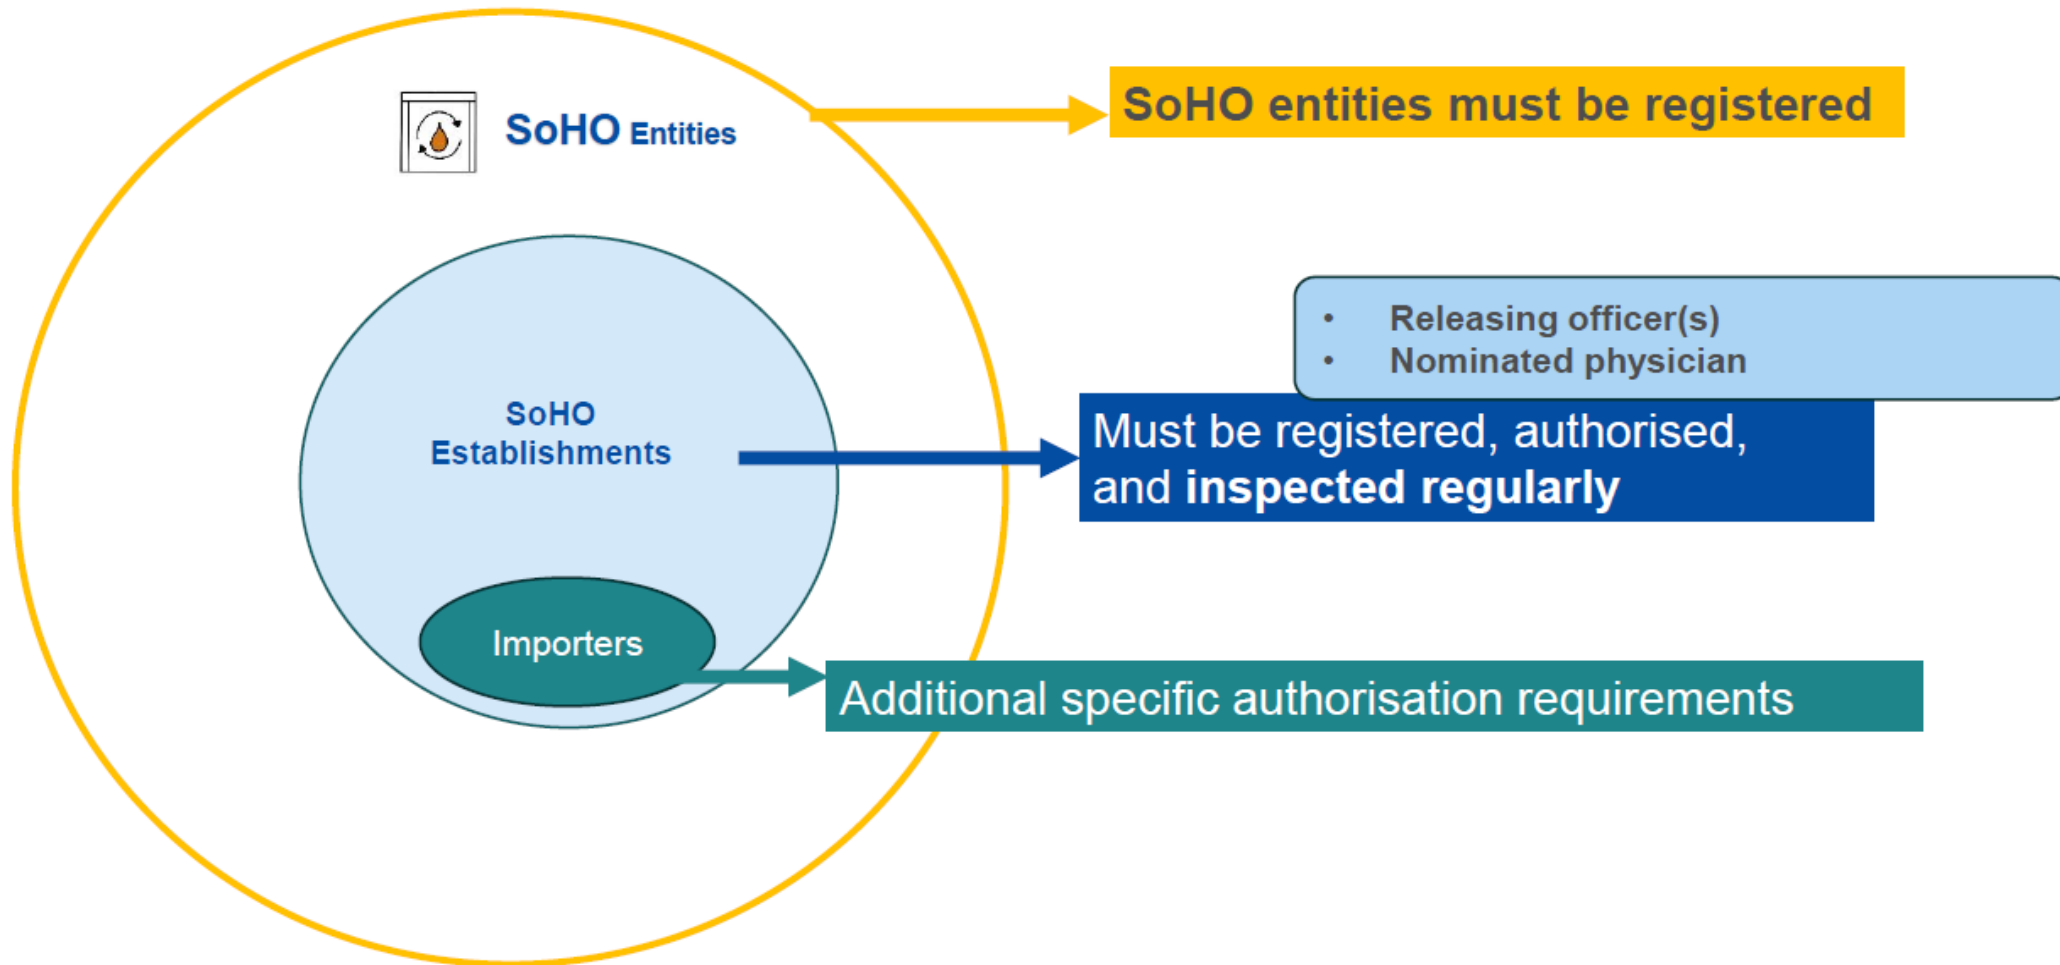 SoHO Entities
SoHO entities must be registered
• Releasing officer(s)
• Nominated physician
SoHO
Establishments
Must be registered, authorised,
and inspected regularly
Importers
Additional specific authorisation requirements